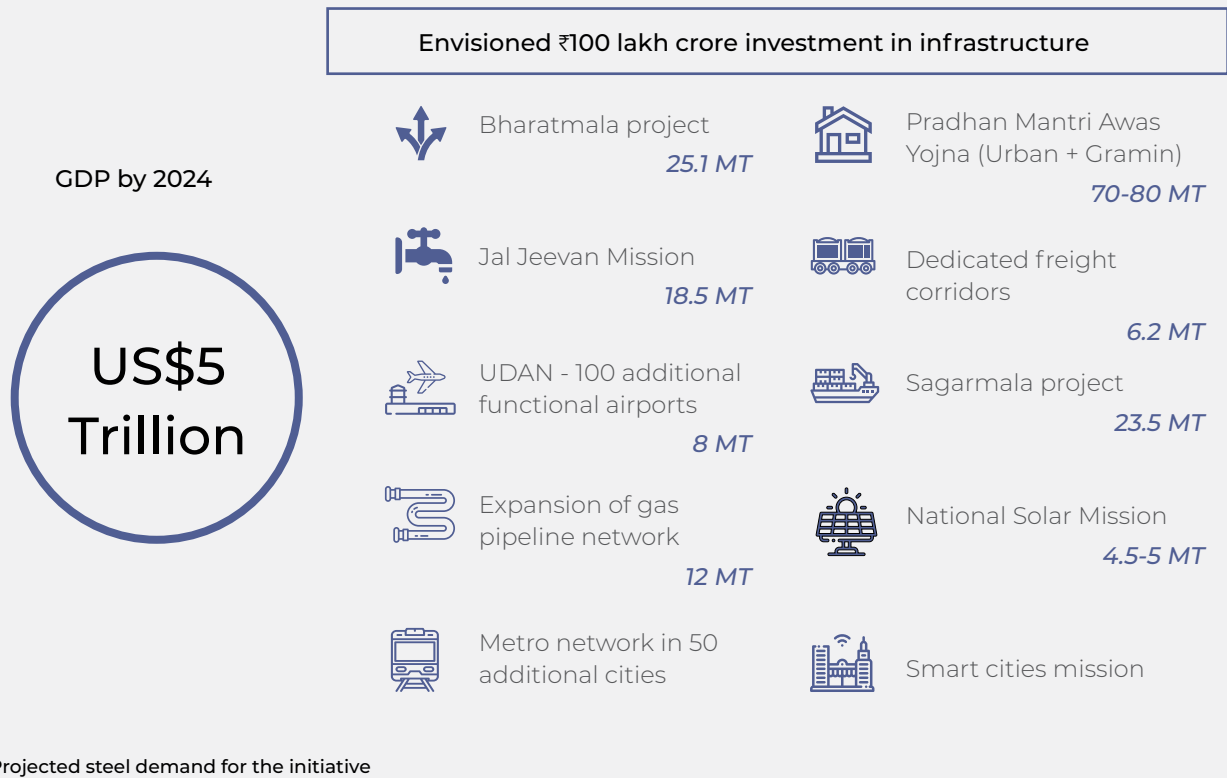 Envisioned ₹100 lakh crore investment in infrastructure
GDP by 2024
US$5
Trillion
Bharatmala project
25.1 MT
Pradhan Mantri Awas
Yojna (Urban + Gramin)
70-80 MT
Jal Jeevan Mission
18.5 MT
Dedicated freight
corridors
6.2 MT
UDAN - 100 additional
functional airports
8 MT
Sagarmala project
23.5 MT
Expansion of gas
pipeline network
12 MT
National Solar Mission
4.5-5 MT
Metro network in 50
additional cities
Smart cities mission
Projected steel demand for the initiative